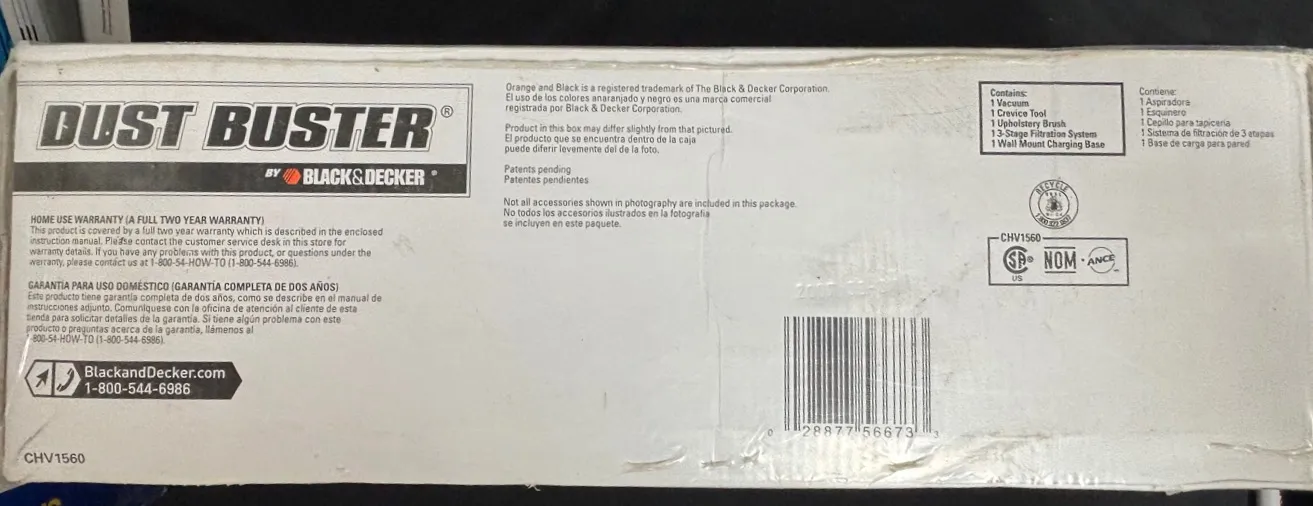 DUST BUSTER®
BY BLACK&DECKER®
HOME USE WARRANTY (A FULL TWO YEAR WARRANTY)
This product is covered by a full two year warranty which is described in the enclosed
instruction manual. Please contact the customer service desk in this store for
warranty details. If you have any problems with this product, or questions under the
warranty, please contact us at 1-800-54-HOW-TO (1-800-544-6986).
GARANTÍA PARA USO DOMÉSTICO (GARANTÍA COMPLETA DE DOS AÑOS)
Este producto tiene garantía completa de dos años, como se describe en el manual de
instrucciones adjunto. Comuníquese con la oficina de atención al cliente de esta
tienda para solicitar detalles de la garantía. Si tiene algún problema con este
producto o preguntas acerca de la garantía, llámenos al
1-800-54-HOW-TO (1-800-544-6986).
BlackandDecker.com
1-800-544-6986
CHV1560
Orange and Black is a registered trademark of The Black & Decker Corporation.
El uso de los colores anaranjado y negro es una marca comercial
registrada por Black & Decker Corporation.
Product in this box may differ slightly from that pictured.
El producto que se encuentra dentro de la caja
puede diferir levemente del de la foto.
Patents pending
Patentes pendientes
Not all accessories shown in photography are included in this package.
No todos los accesorios ilustrados en la fotografía
se incluyen en este paquete.
0 28877 56673 3
Contains:
1 Vacuum
1 Crevice Tool
1 Upholstery Brush
1 3-Stage Filtration System
1 Wall Mount Charging Base
Contiene:
1 Aspiradora
1 Esquinero
1 Cepillo para tapicería
1 Sistema de filtración de 3 etapas
1 Base de carga para pared
RECYCLE
CHV1560
SA® NOM · ANCE
US